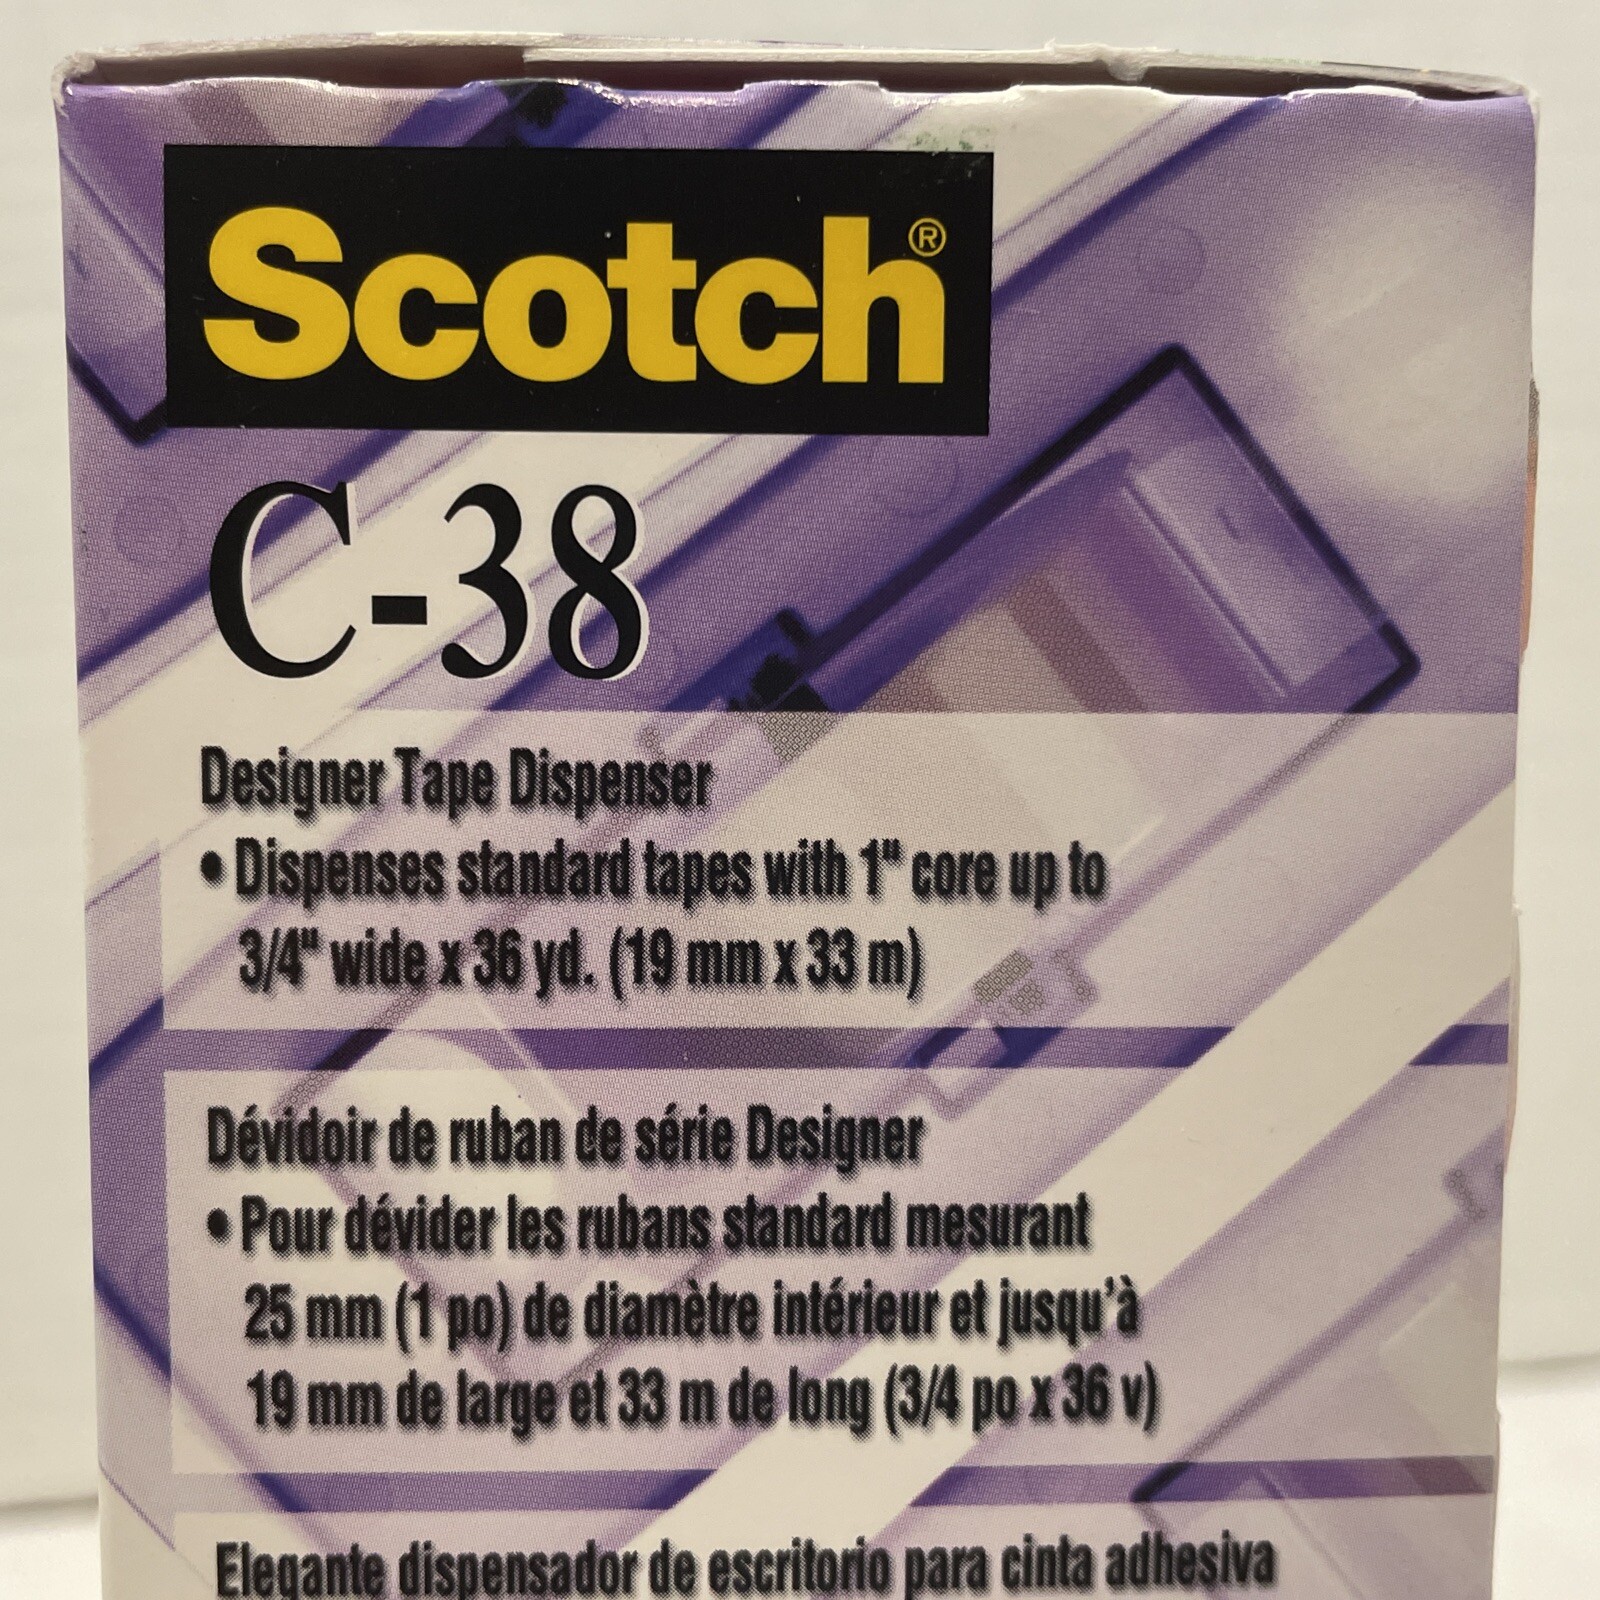 Scotch®
C-38
Designer Tape Dispenser
• Dispenses standard tapes with 1" core up to
3/4" wide x 36 yd. (19 mm x 33 m)
Dévidoir de ruban de série Designer
• Pour dévider les rubans standard mesurant
25 mm (1 po) de diamètre intérieur et jusqu'à
19 mm de large et 33 m de long (3/4 po x 36 v)
Elegante dispensador de escritorio para cinta adhesiva